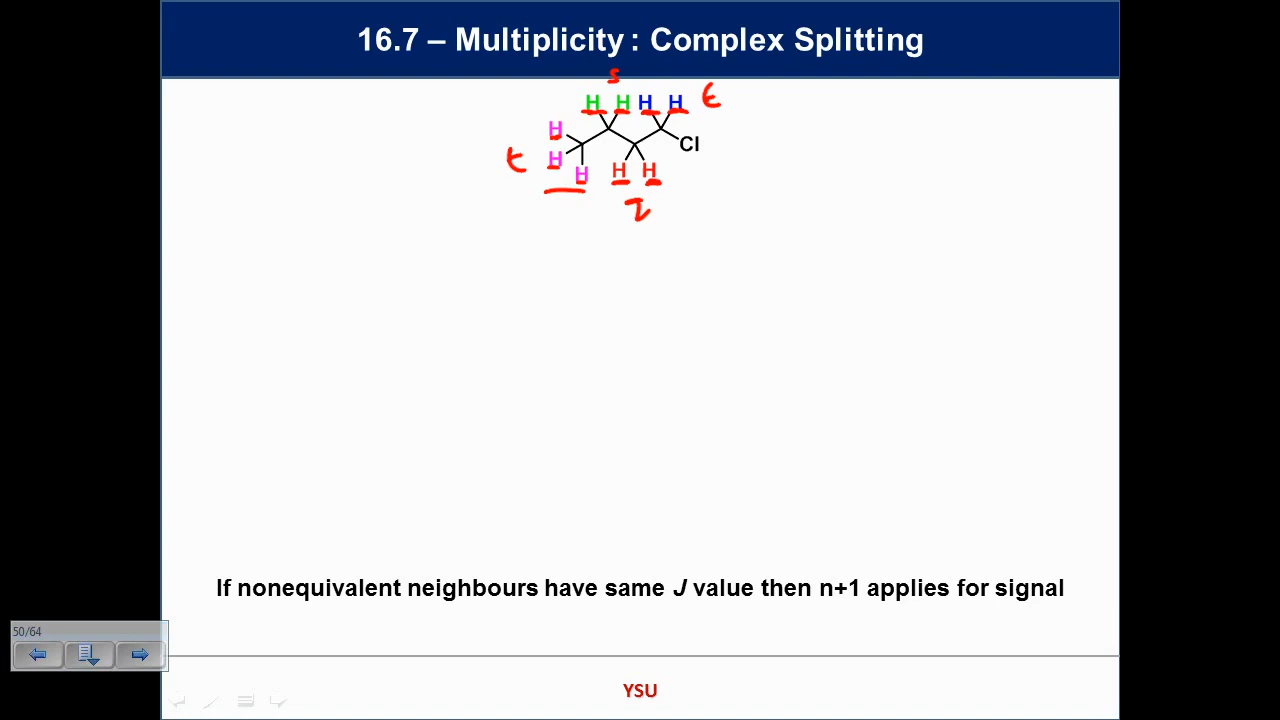 16.7 – Multiplicity : Complex Splitting
s
H H H H t
H
Cl
t H
H H H
q
If nonequivalent neighbours have same J value then n+1 applies for signal
50/64
YSU